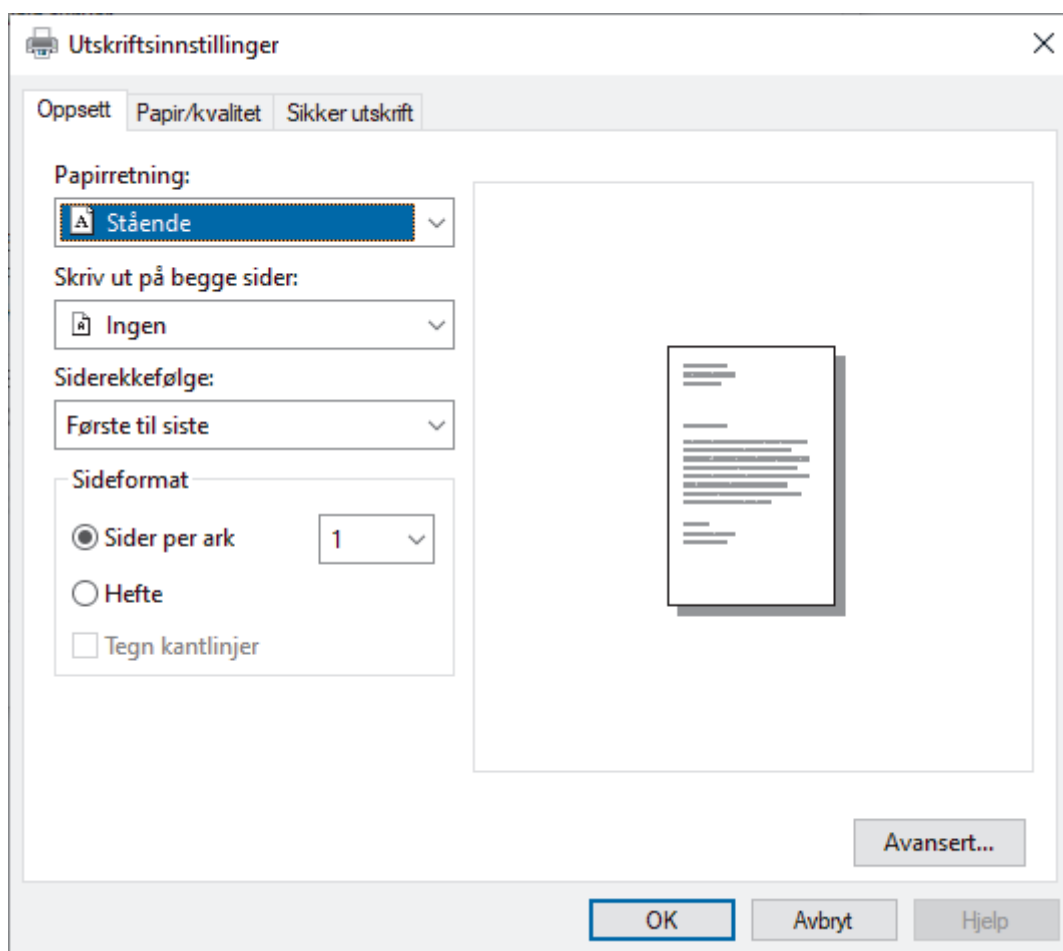 Utskriftsinnstillinger
Oppsett Papir/kvalitet Sikker utskrift
Papirretning:
A Stående
Skriv ut på begge sider:
A Ingen
Siderekkefølge:
Første til siste
Sideformat
Sider per ark 1
Hefte
Tegn kantlinjer
Avansert...
OK Avbryt Hjelp